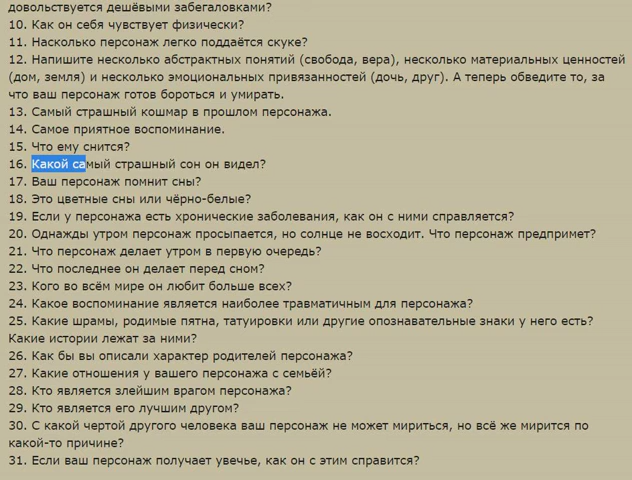 довольствуется дешёвыми забегаловками?
10. Как он себя чувствует физически?
11. Насколько персонаж легко поддаётся скуке?
12. Напишите несколько абстрактных понятий (свобода, вера), несколько материальных ценностей
(дом, земля) и несколько эмоциональных привязанностей (дочь, друг). А теперь обведите то, за
что ваш персонаж готов бороться и умирать.
13. Самый страшный кошмар в прошлом персонажа.
14. Самое приятное воспоминание.
15. Что ему снится?
16. Какой самый страшный сон он видел?
17. Ваш персонаж помнит сны?
18. Это цветные сны или чёрно-белые?
19. Если у персонажа есть хронические заболевания, как он с ними справляется?
20. Однажды утром персонаж просыпается, но солнце не восходит. Что персонаж предпримет?
21. Что персонаж делает утром в первую очередь?
22. Что последнее он делает перед сном?
23. Кого во всём мире он любит больше всех?
24. Какое воспоминание является наиболее травматичным для персонажа?
25. Какие шрамы, родимые пятна, татуировки или другие опознавательные знаки у него есть?
Какие истории лежат за ними?
26. Как бы вы описали характер родителей персонажа?
27. Какие отношения у вашего персонажа с семьёй?
28. Кто является злейшим врагом персонажа?
29. Кто является его лучшим другом?
30. С какой чертой другого человека ваш персонаж не может мириться, но всё же мирится по
какой-то причине?
31. Если ваш персонаж получает увечье, как он с этим справится?